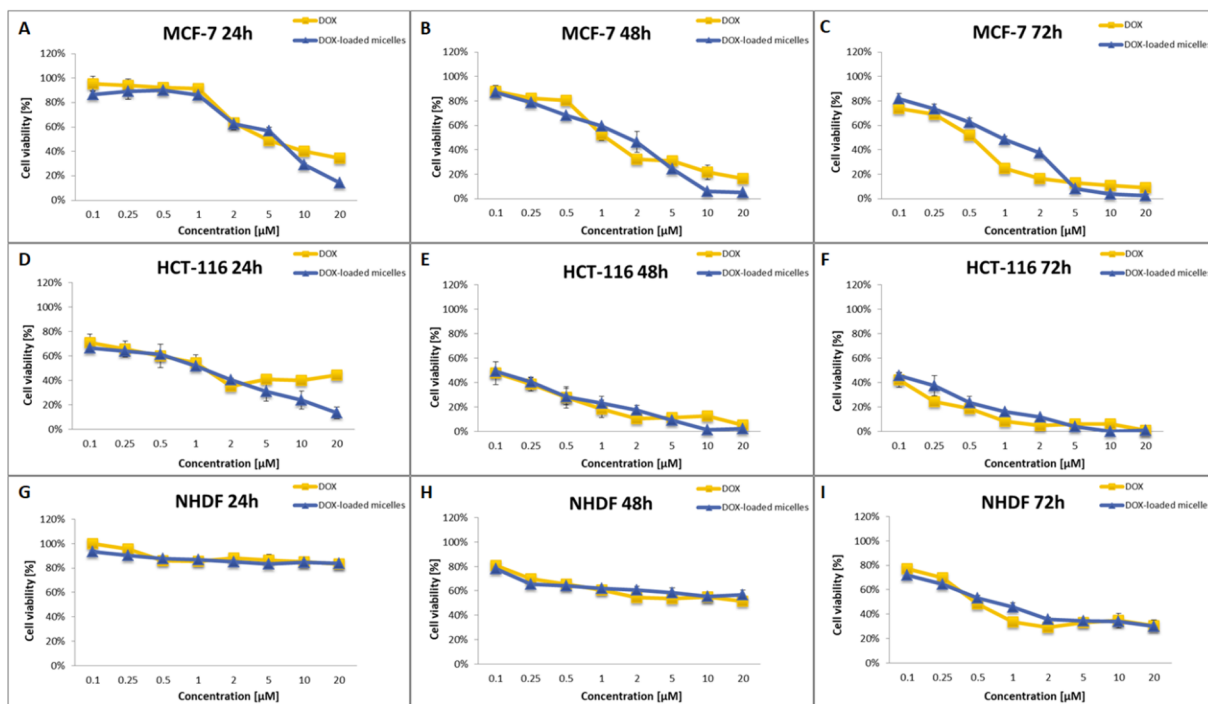 A
MCF-7 24h
DOX
DOX-loaded micelles
Cell viability [%]
120%
100%
80%
60%
40%
20%
0%
0.1 0.25 0.5 1 2 5 10 20
Concentration [µM]
B
MCF-7 48h
DOX
DOX-loaded micelles
Cell viability [%]
120%
100%
80%
60%
40%
20%
0%
0.1 0.25 0.5 1 2 5 10 20
Concentration [µM]
C
MCF-7 72h
DOX
DOX-loaded micelles
Cell viability [%]
120%
100%
80%
60%
40%
20%
0%
0.1 0.25 0.5 1 2 5 10 20
Concentration [µM]
D
HCT-116 24h
DOX
DOX-loaded micelles
Cell viability [%]
120%
100%
80%
60%
40%
20%
0%
0.1 0.25 0.5 1 2 5 10 20
Concentration [µM]
E
HCT-116 48h
DOX
DOX-loaded micelles
Cell viability [%]
120%
100%
80%
60%
40%
20%
0%
0.1 0.25 0.5 1 2 5 10 20
Concentration [µM]
F
HCT-116 72h
DOX
DOX-loaded micelles
Cell viability [%]
120%
100%
80%
60%
40%
20%
0%
0.1 0.25 0.5 1 2 5 10 20
Concentration [µM]
G
NHDF 24h
DOX
DOX-loaded micelles
Cell viability [%]
120%
100%
80%
60%
40%
20%
0%
0.1 0.25 0.5 1 2 5 10 20
Concentration [µM]
H
NHDF 48h
DOX
DOX-loaded micelles
Cell viability [%]
120%
100%
80%
60%
40%
20%
0%
0.1 0.25 0.5 1 2 5 10 20
Concentration [µM]
I
NHDF 72h
DOX
DOX-loaded micelles
Cell viability [%]
120%
100%
80%
60%
40%
20%
0%
0.1 0.25 0.5 1 2 5 10 20
Concentration [µM]